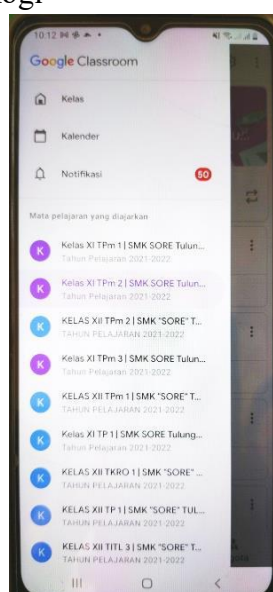 10.12
Google Classroom
Kelas
Kalender
Notifikasi
50
Mata pelajaran yang diajarkan
K
Kelas XI TPm 1 | SMK SORE Tulun...
Tahun Pelajaran 2021-2022
K
Kelas XI TPm 2 | SMK SORE Tulun...
Tahun Pelajaran 2021-2022
K
KELAS XII TPm 2 | SMK "SORE" T...
TAHUN PELAJARAN 2021-2022
K
Kelas XI TPm 3 | SMK SORE Tulun...
Tahun Pelajaran 2021-2022
K
KELAS XII TPm 1 | SMK "SORE" T...
TAHUN PELAJARAN 2021-2022
K
Kelas XI TP 1 | SMK SORE Tulung...
Tahun Pelajaran 2021-2022
K
KELAS XII TKRO 1 | SMK "SORE" ...
TAHUN PELAJARAN 2021-2022
K
KELAS XII TP 1 | SMK "SORE" TUL...
TAHUN PELAJARAN 2021-2022
K
KELAS XII TITL 3 | SMK "SORE" T...
TAHUN PELAJARAN 2021-2022